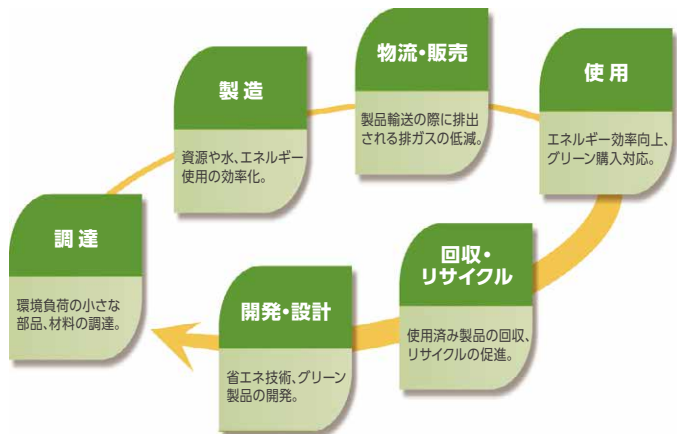 調達
環境負荷の小さな
部品、材料の調達。
製造
資源や水、エネルギー
使用の効率化。
物流・販売
製品輸送の際に排出
される排ガスの低減。
使用
エネルギー効率向上、
グリーン購入対応。
回収・
リサイクル
使用済み製品の回収、
リサイクルの促進。
開発・設計
省エネ技術、グリーン
製品の開発。